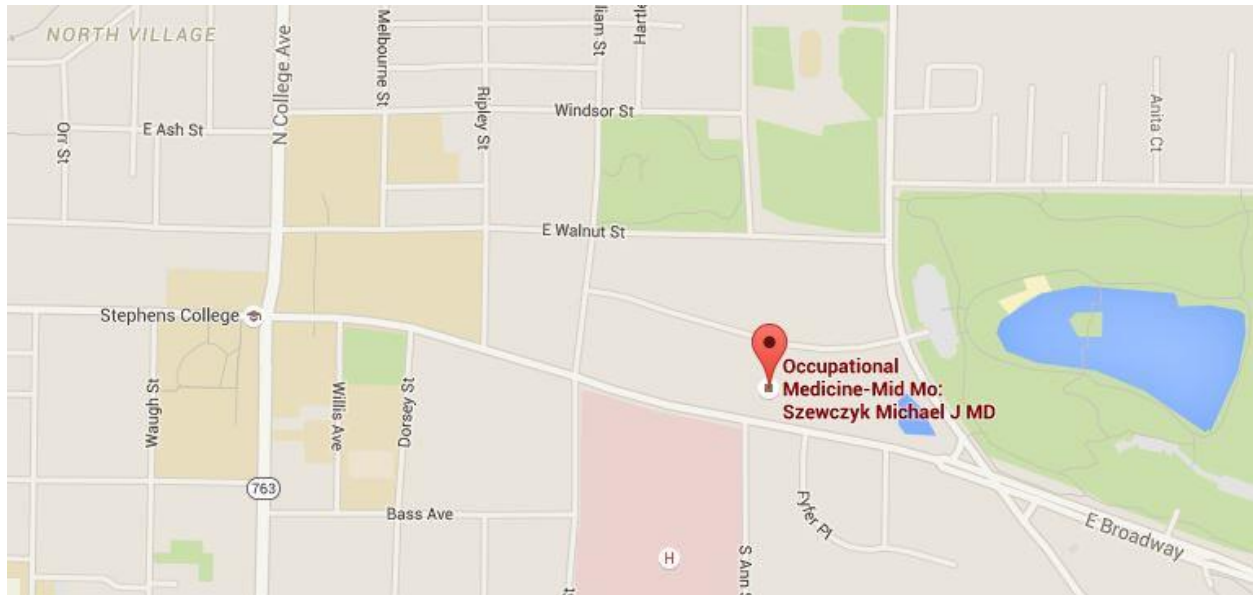 NORTH VILLAGE
Orr St
E Ash St
N College Ave
Melbourne St
Ripley St
Windsor St
liam St
E Walnut St
Anita Ct
Stephens College
Waugh St
Willis Ave
Dorsey St
763
Bass Ave
Occupational
Medicine-Mid Mo:
Szewczyk Michael J MD
H
S Ann S
Fyfer Pl
E Broadway